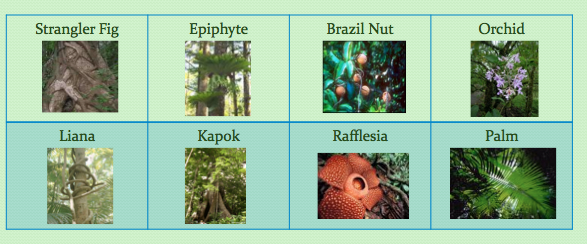 Strangler Fig
Epiphyte
Brazil Nut
Orchid
Liana
Kapok
Rafflesia
Palm